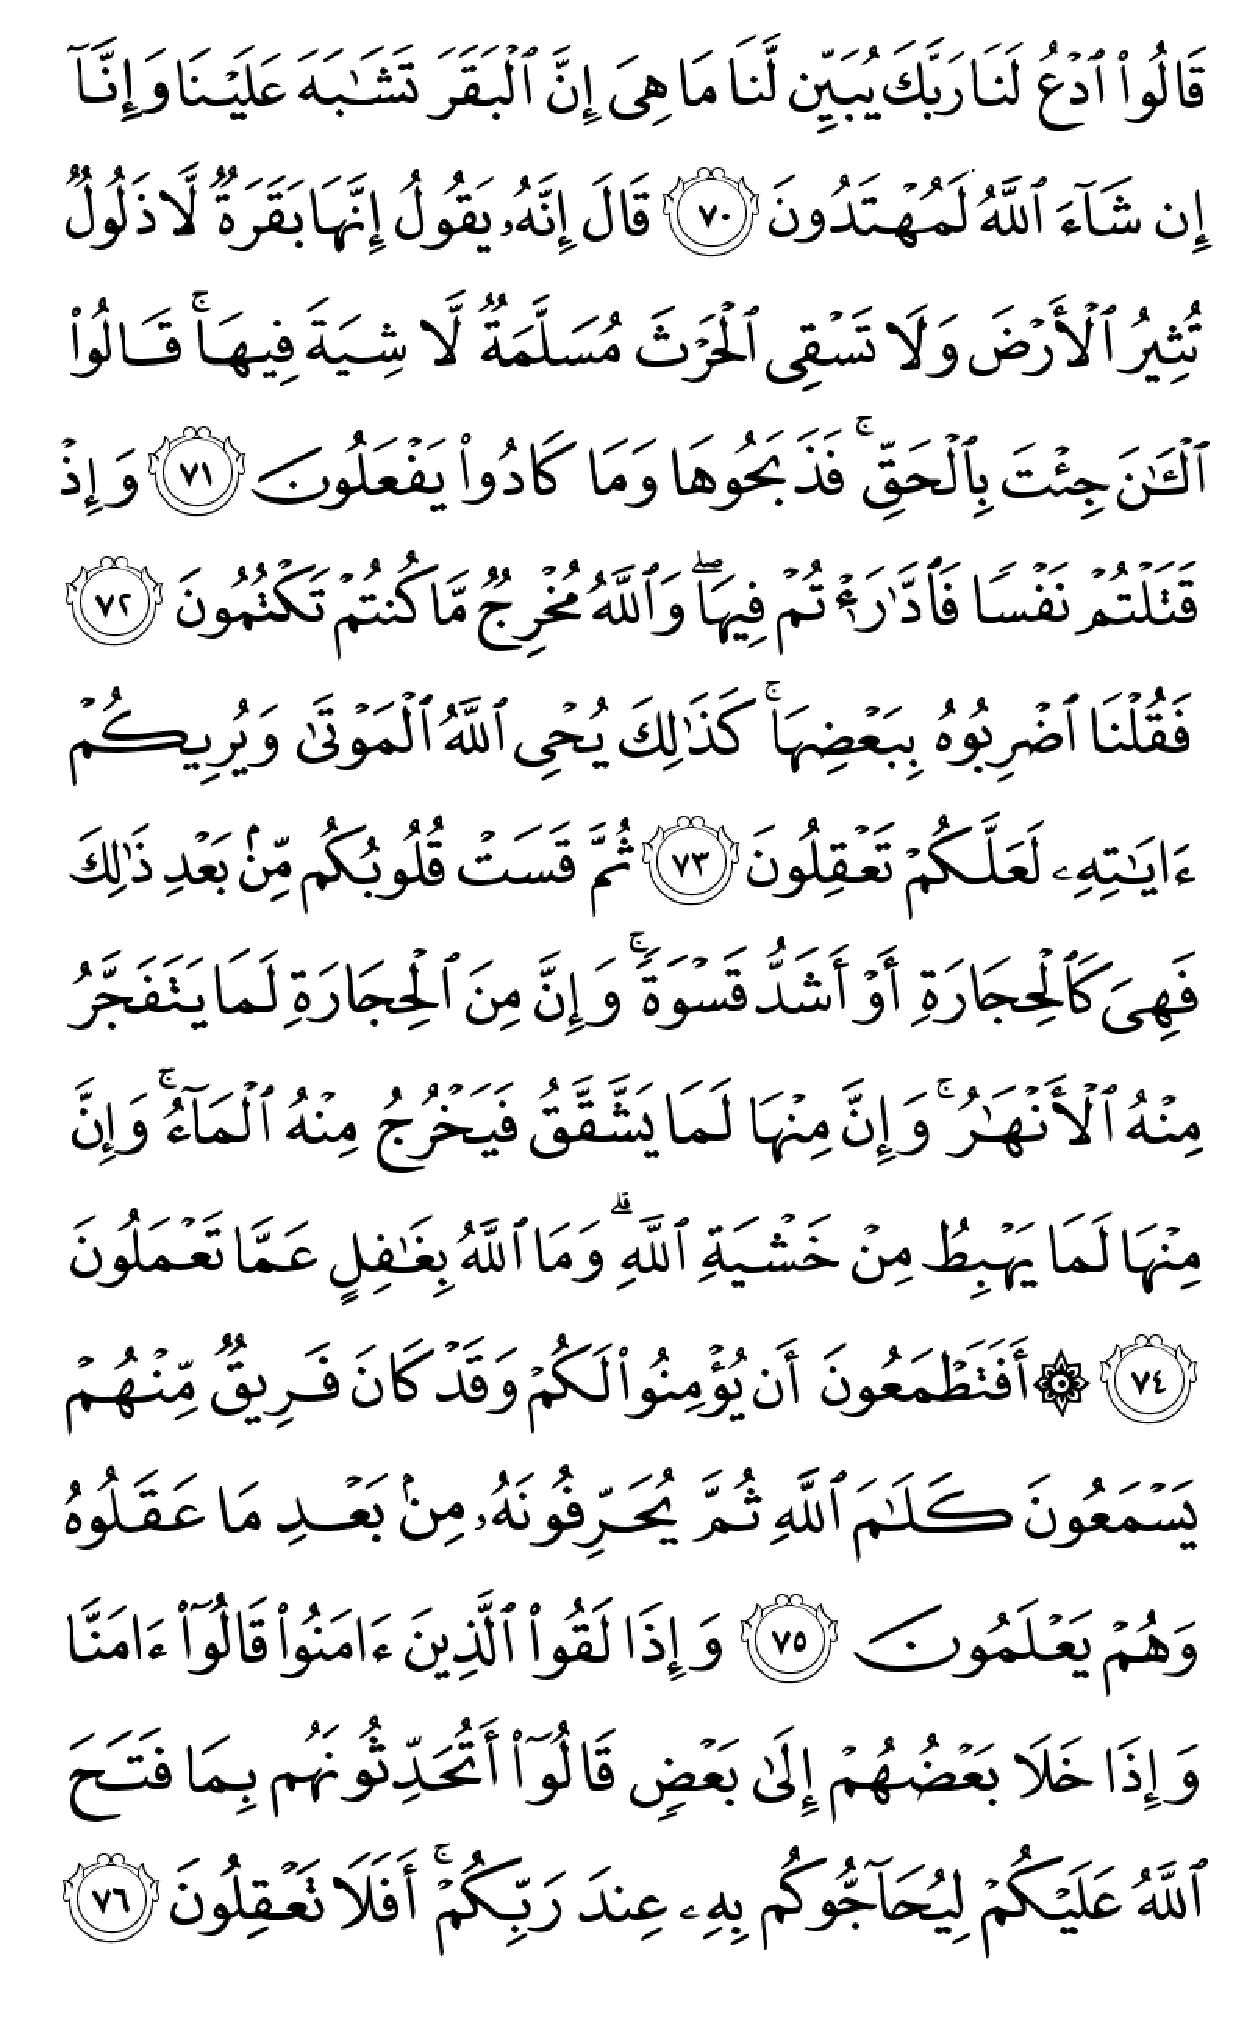 قَالُوا۟ ٱدْعُ لَنَا رَبَّكَ يُبَيِّن لَّنَا مَا هِىَ إِنَّ ٱلْبَقَرَ تَشَـٰبَهَ عَلَيْنَا وَإِنَّآ
إِن شَآءَ ٱللَّهُ لَمُهْتَدُونَ ٧٠ قَالَ إِنَّهُۥ يَقُولُ إِنَّهَا بَقَرَةٌ لَّا ذَلُولٌ
تُثِيرُ ٱلْأَرْضَ وَلَا تَسْقِى ٱلْحَرْثَ مُسَلَّمَةٌ لَّا شِيَةَ فِيهَا ۚ قَالُوا۟
ٱلْـَٔـٰنَ جِئْتَ بِٱلْحَقِّ ۚ فَذَبَحُوهَا وَمَا كَادُوا۟ يَفْعَلُونَ ٧١ وَإِذْ
قَتَلْتُمْ نَفْسًا فَٱدَّٰرَْٰٔتُمْ فِيهَا ۖ وَٱللَّهُ مُخْرِجٌ مَّا كُنتُمْ تَكْتُمُونَ ٧٢
فَقُلْنَا ٱضْرِبُوهُ بِبَعْضِهَا ۚ كَذَٰلِكَ يُحْىِ ٱللَّهُ ٱلْمَوْتَىٰ وَيُرِيكُمْ
ءَايَـٰتِهِۦ لَعَلَّكُمْ تَعْقِلُونَ ٧٣ ثُمَّ قَسَتْ قُلُوبُكُم مِّنۢ بَعْدِ ذَٰلِكَ
فَهِىَ كَٱلْحِجَارَةِ أَوْ أَشَدُّ قَسْوَةً ۚ وَإِنَّ مِنَ ٱلْحِجَارَةِ لَمَا يَتَفَجَّرُ
مِنْهُ ٱلْأَنْهَـٰرُ ۚ وَإِنَّ مِنْهَا لَمَا يَشَّقَّقُ فَيَخْرُجُ مِنْهُ ٱلْمَآءُ ۚ وَإِنَّ
مِنْهَا لَمَا يَهْبِطُ مِنْ خَشْيَةِ ٱللَّهِ ۗ وَمَا ٱللَّهُ بِغَـٰفِلٍ عَمَّا تَعْمَلُونَ
٧٤ ۞ أَفَتَطْمَعُونَ أَن يُؤْمِنُوا۟ لَكُمْ وَقَدْ كَانَ فَرِيقٌ مِّنْهُمْ
يَسْمَعُونَ كَلَـٰمَ ٱللَّهِ ثُمَّ يُحَرِّفُونَهُۥ مِنۢ بَعْدِ مَا عَقَلُوهُ
وَهُمْ يَعْلَمُونَ ٧٥ وَإِذَا لَقُوا۟ ٱلَّذِينَ ءَامَنُوا۟ قَالُوٓا۟ ءَامَنَّا
وَإِذَا خَلَا بَعْضُهُمْ إِلَىٰ بَعْضٍ قَالُوٓا۟ أَتُحَدِّثُونَهُم بِمَا فَتَحَ
ٱللَّهُ عَلَيْكُمْ لِيُحَآجُّوكُم بِهِۦ عِندَ رَبِّكُمْ ۚ أَفَلَا تَعْقِلُونَ ٧٦